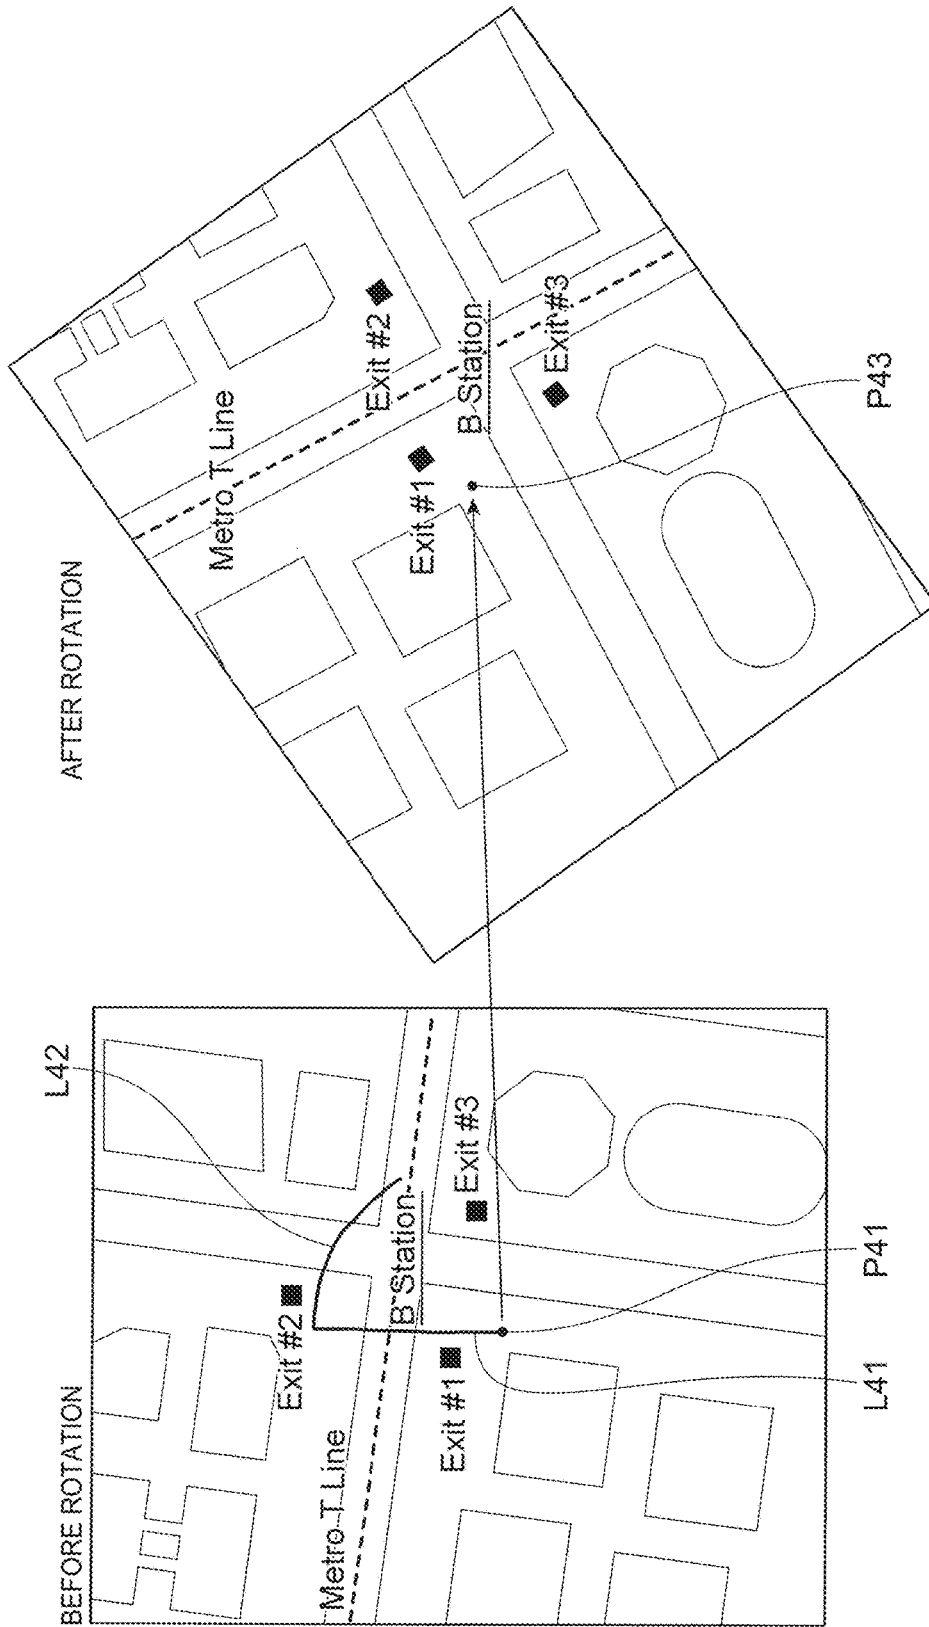 BEFORE ROTATION
L42
Exit #2
Metro T Line
B Station
Exit #1
Exit #3
L41
P41
AFTER ROTATION
Metro T Line
Exit #2
Exit #1
B Station
Exit #3
P43